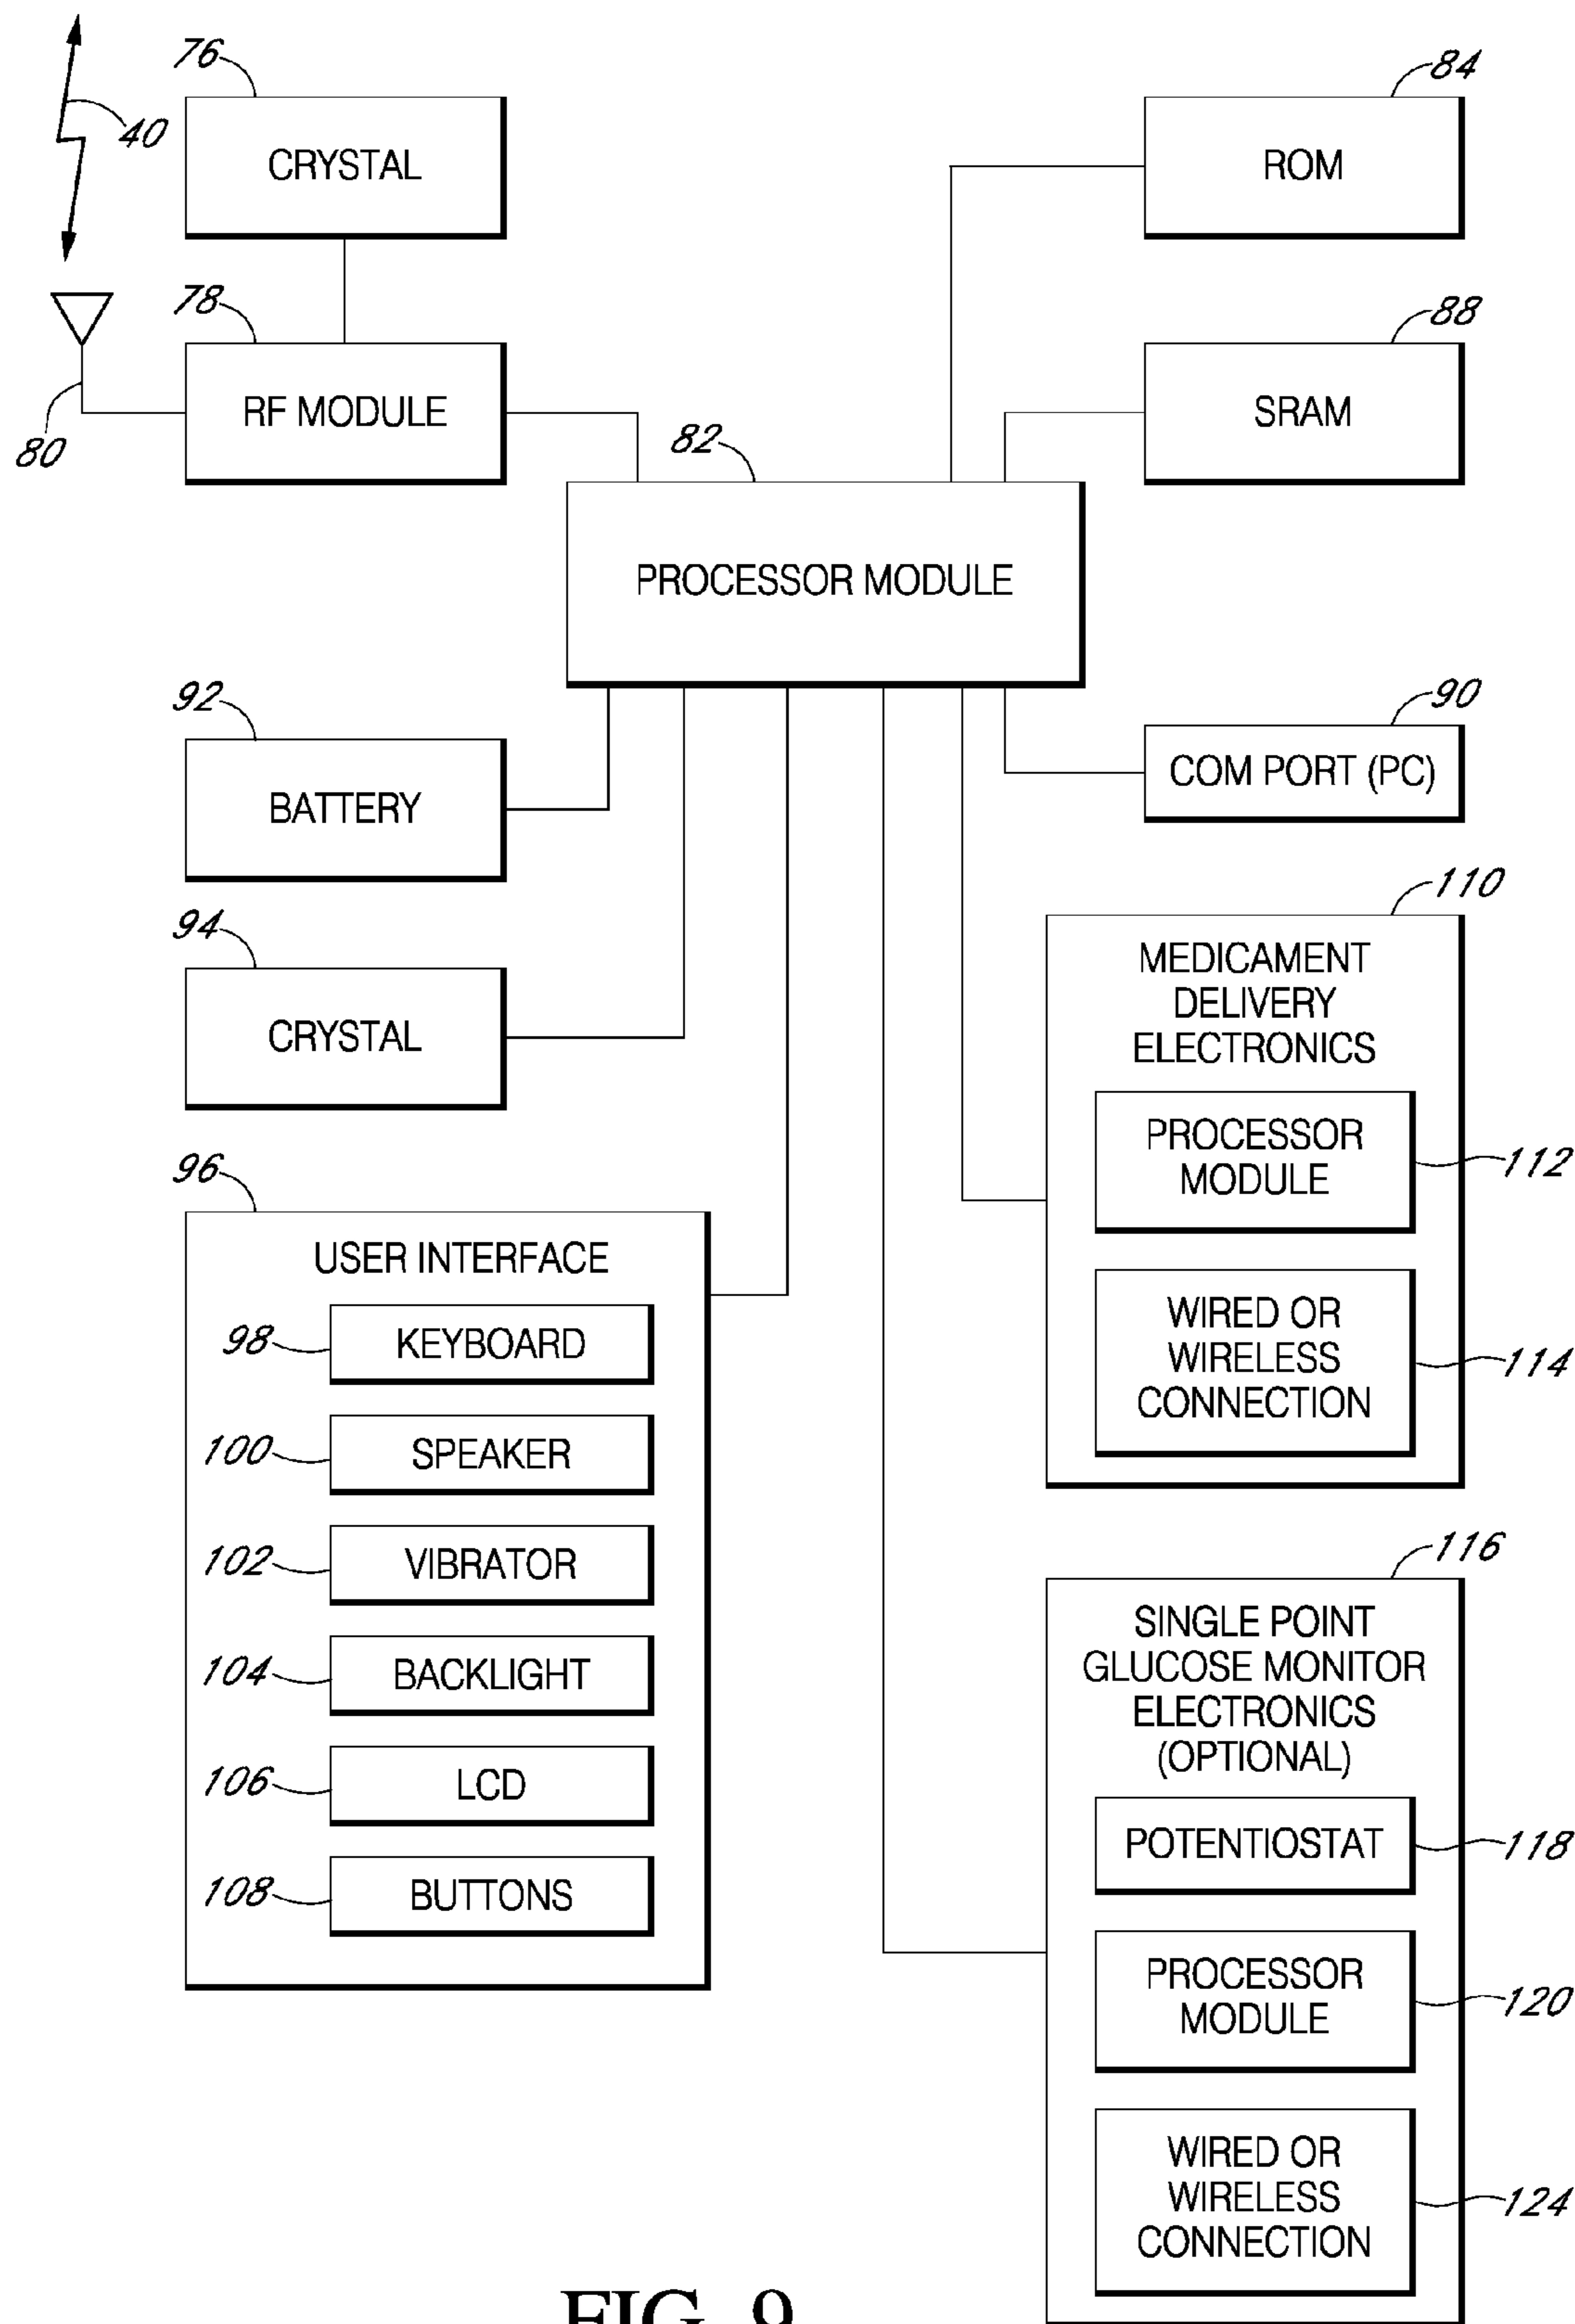 76
84
40
CRYSTAL
ROM
78
88
RF MODULE
SRAM
80
82
PROCESSOR MODULE
92
90
COM PORT (PC)
BATTERY
110
94
MEDICAMENT
DELIVERY
ELECTRONICS
CRYSTAL
PROCESSOR
MODULE
112
96
USER INTERFACE
WIRED OR
WIRELESS
CONNECTION
114
98
KEYBOARD
100
SPEAKER
102
VIBRATOR
104
BACKLIGHT
106
LCD
108
BUTTONS
116
SINGLE POINT
GLUCOSE MONITOR
ELECTRONICS
(OPTIONAL)
POTENTIOSTAT
118
PROCESSOR
MODULE
120
WIRED OR
WIRELESS
CONNECTION
124
FIG. 9